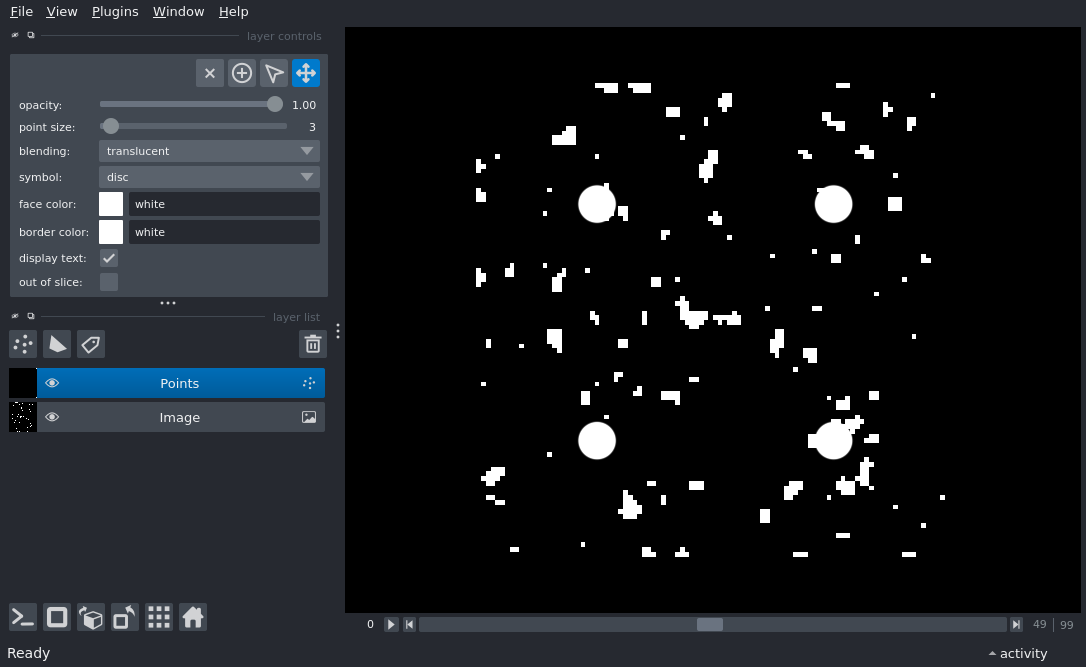 File View Plugins Window Help
layer controls
opacity: 1.00
point size: 3
blending: translucent
symbol: disc
face color: white
border color: white
display text:
out of slice:
layer list
Points
Image
0 49 | 99
Ready activity